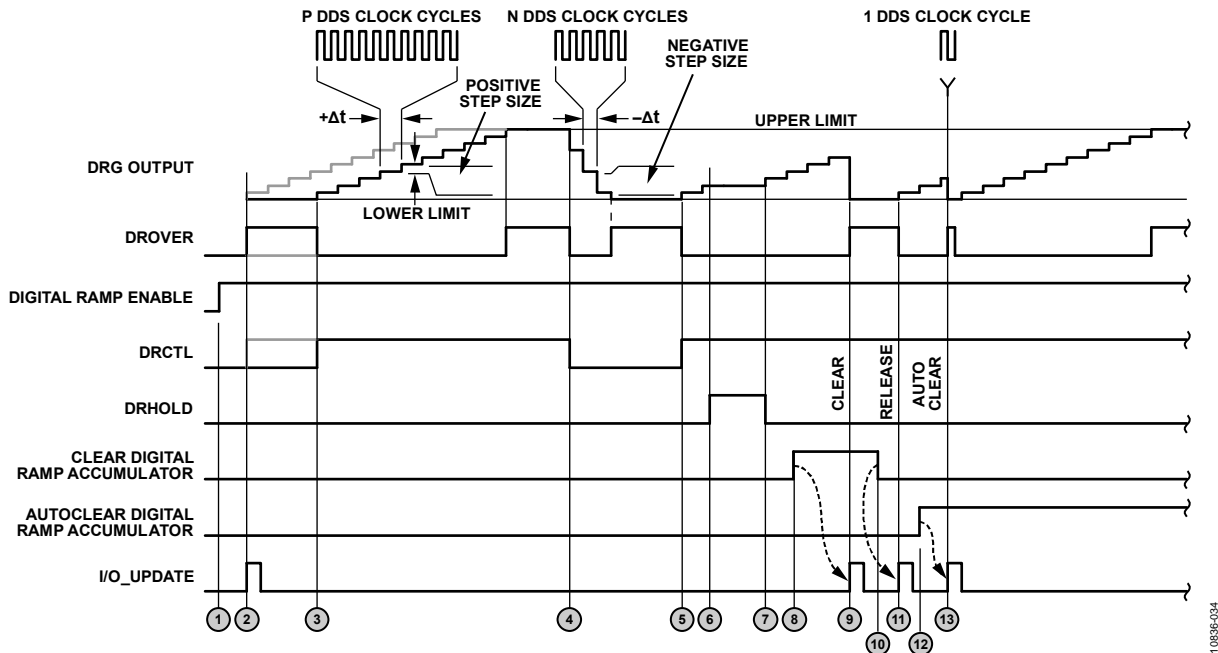 P DDS CLOCK CYCLES
N DDS CLOCK CYCLES
1 DDS CLOCK CYCLE
NEGATIVE
STEP SIZE
POSITIVE
STEP SIZE
+Δt
–Δt
UPPER LIMIT
DRG OUTPUT
LOWER LIMIT
DROVER
DIGITAL RAMP ENABLE
DRCTL
CLEAR
RELEASE
AUTO
CLEAR
DRHOLD
CLEAR DIGITAL
RAMP ACCUMULATOR
AUTOCLEAR DIGITAL
RAMP ACCUMULATOR
I/O_UPDATE
1
2
3
4
5
6
7
8
9
10
11
12
13
10836-034